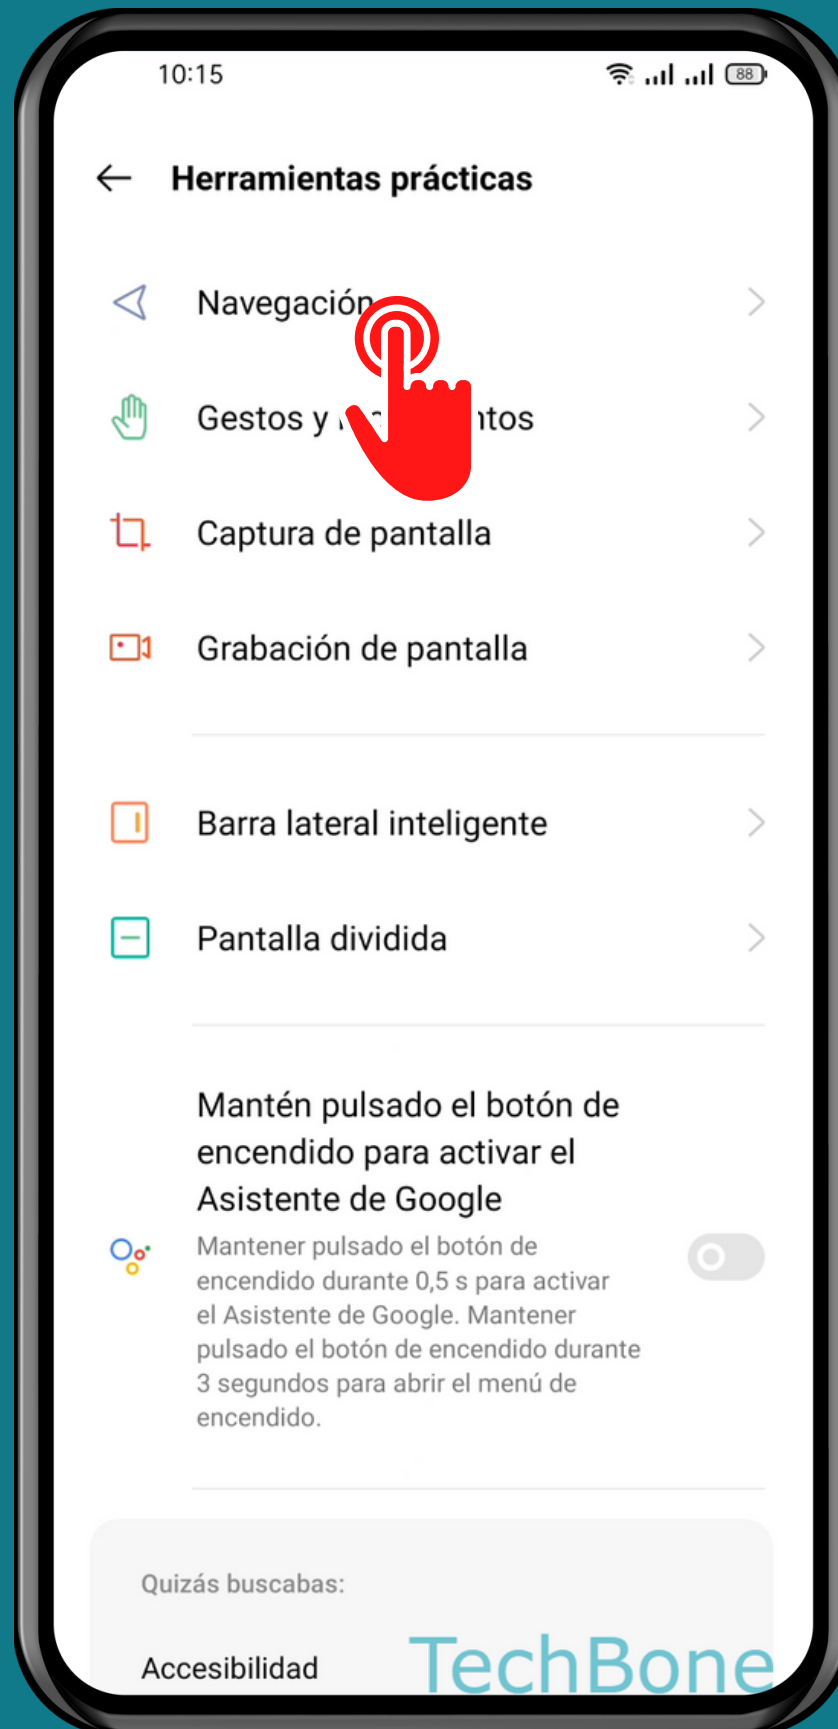 10:15
88
Herramientas prácticas
Navegación
Gestos y
Captura de pantalla
Grabación de pantalla
Barra lateral inteligente
Pantalla dividida
Mantén pulsado el botón de
encendido para activar el
Asistente de Google
Mantener pulsado el botón de
encendido durante 0,5 s para activar
el Asistente de Google. Mantener
pulsado el botón de encendido durante
3 segundos para abrir el menú de
encendido.
Quizás buscabas:
Accesibilidad
TechBone